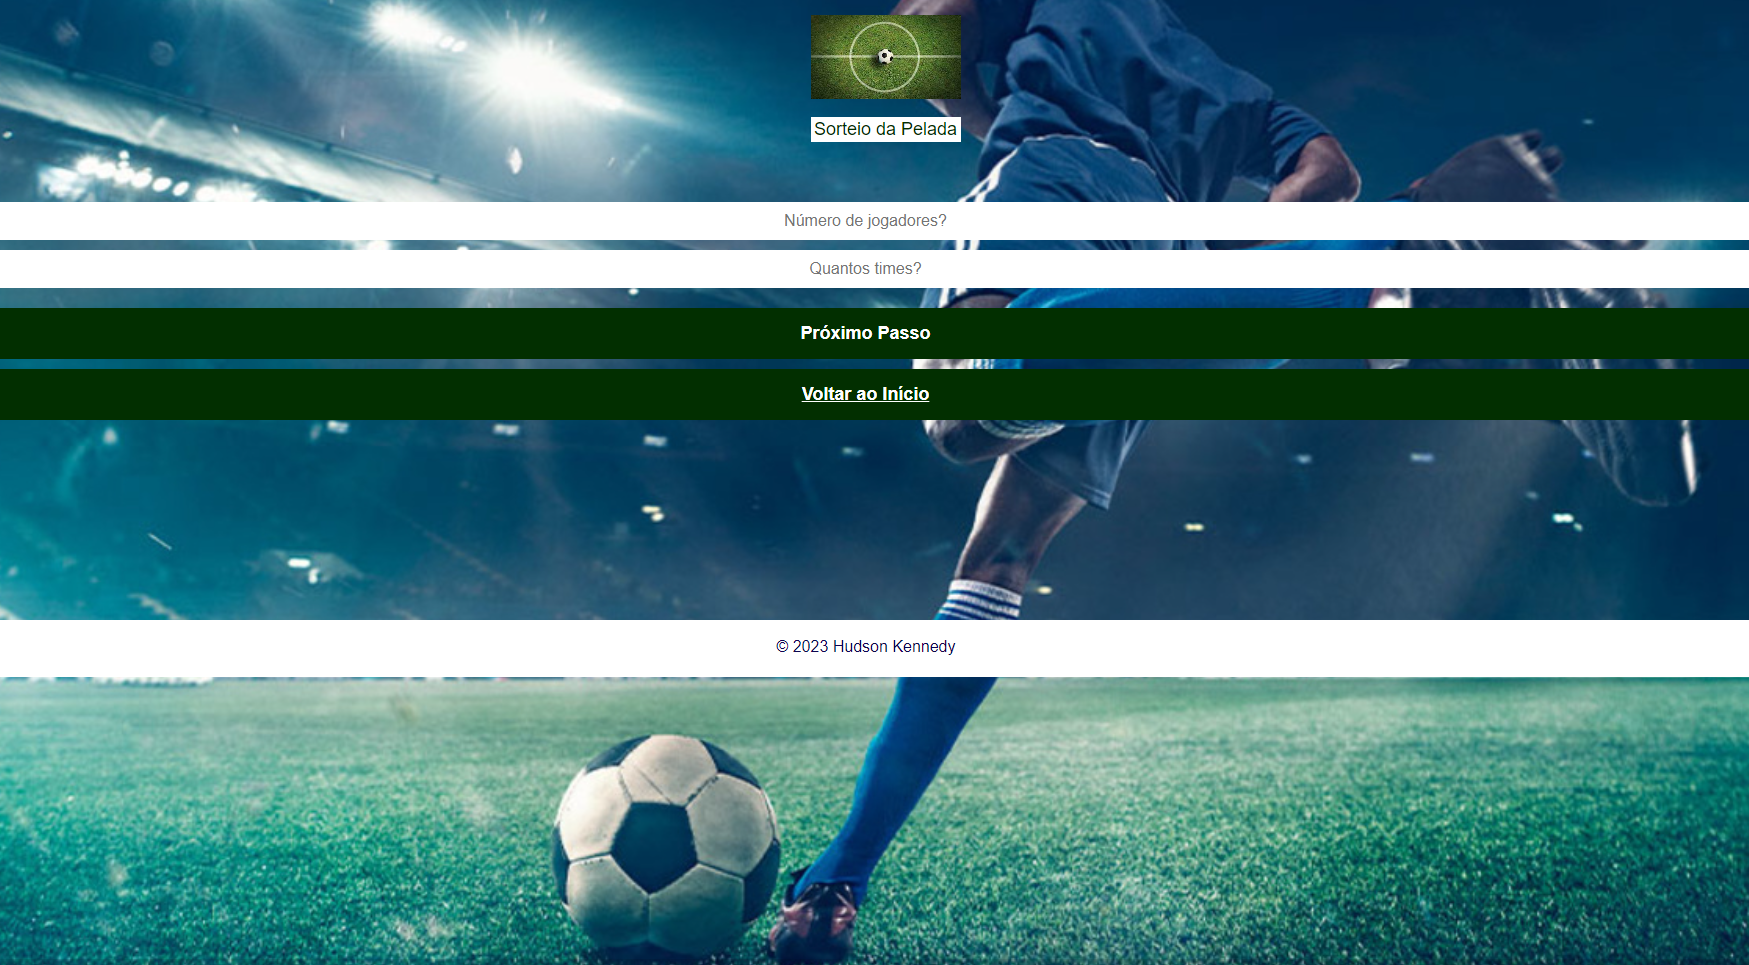 Sorteio da Pelada
Número de jogadores?
Quantos times?
Próximo Passo
Voltar ao Início
© 2023 Hudson Kennedy